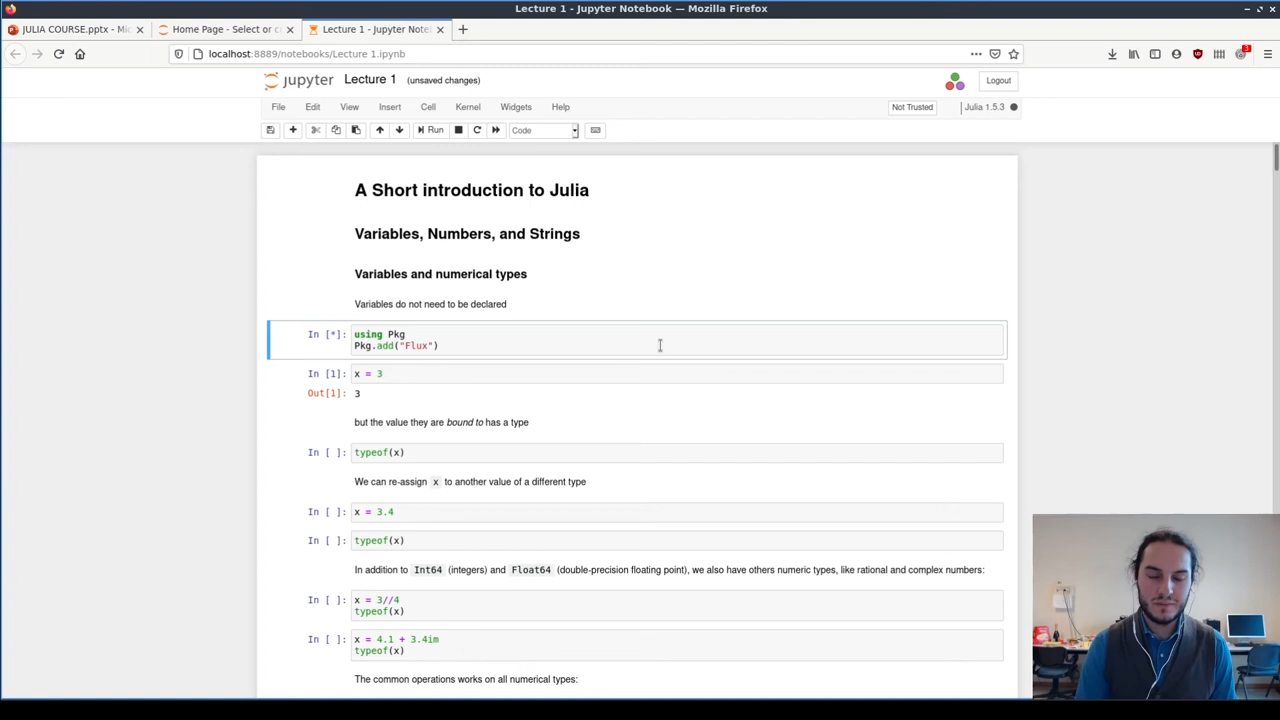 Lecture 1 - Jupyter Notebook — Mozilla Firefox
JULIA COURSE.pptx - Mic
Home Page - Select or c
Lecture 1 - Jupyter Note
localhost:8889/notebooks/Lecture 1.ipynb
3
jupyter Lecture 1 (unsaved changes)
Logout
File Edit View Insert Cell Kernel Widgets Help
Not Trusted
Julia 1.5.3
Run
Code
A Short introduction to Julia
Variables, Numbers, and Strings
Variables and numerical types
Variables do not need to be declared
In [*]: using Pkg
Pkg.add("Flux")
In [1]: x = 3
Out[1]: 3
but the value they are bound to has a type
In [ ]: typeof(x)
We can re-assign x to another value of a different type
In [ ]: x = 3.4
In [ ]: typeof(x)
In addition to Int64 (integers) and Float64 (double-precision floating point), we also have others numeric types, like rational and complex numbers:
In [ ]: x = 3//4
typeof(x)
In [ ]: x = 4.1 + 3.4im
typeof(x)
The common operations works on all numerical types: